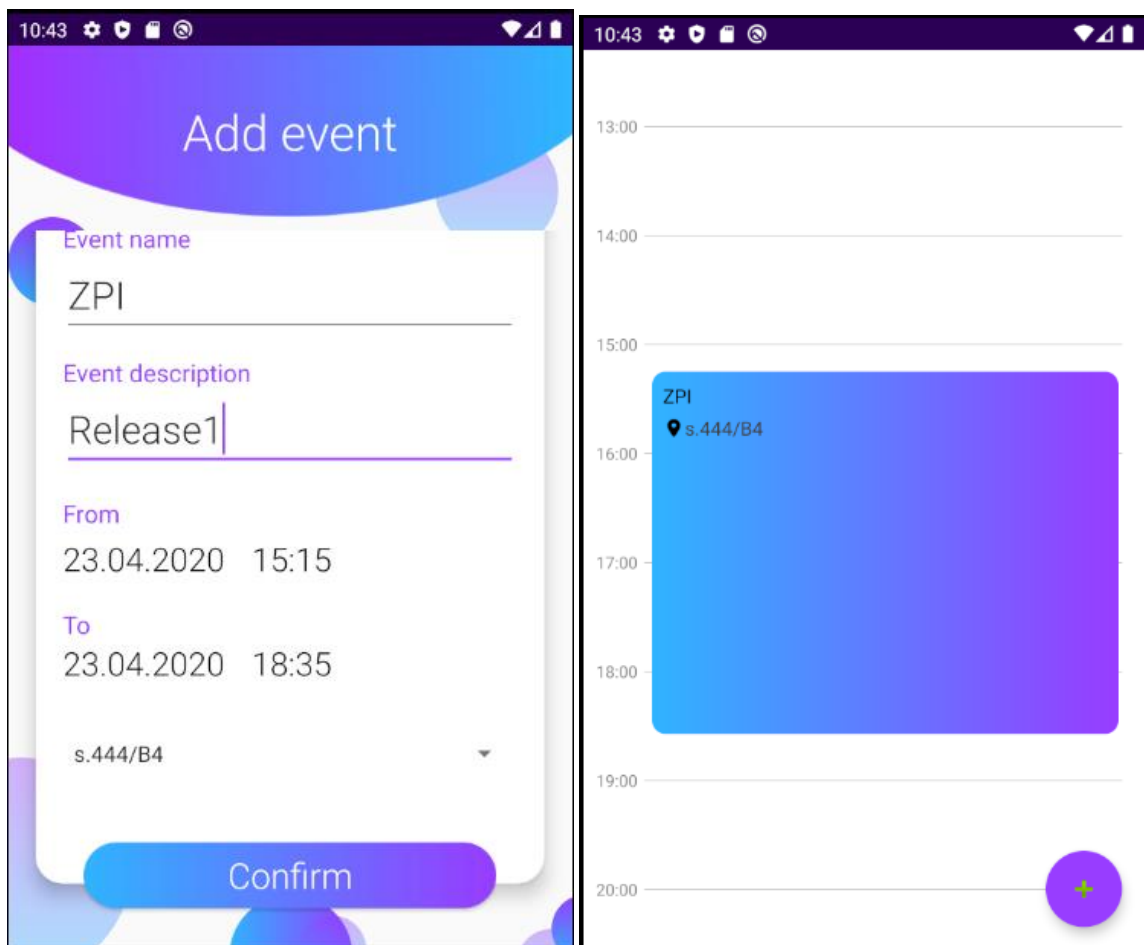 10:43
Add event
Event name
ZPI
Event description
Release1
From
23.04.2020 15:15
To
23.04.2020 18:35
s.444/B4
Confirm
10:43
13:00
14:00
15:00
ZPI
s.444/B4
16:00
17:00
18:00
19:00
20:00
+